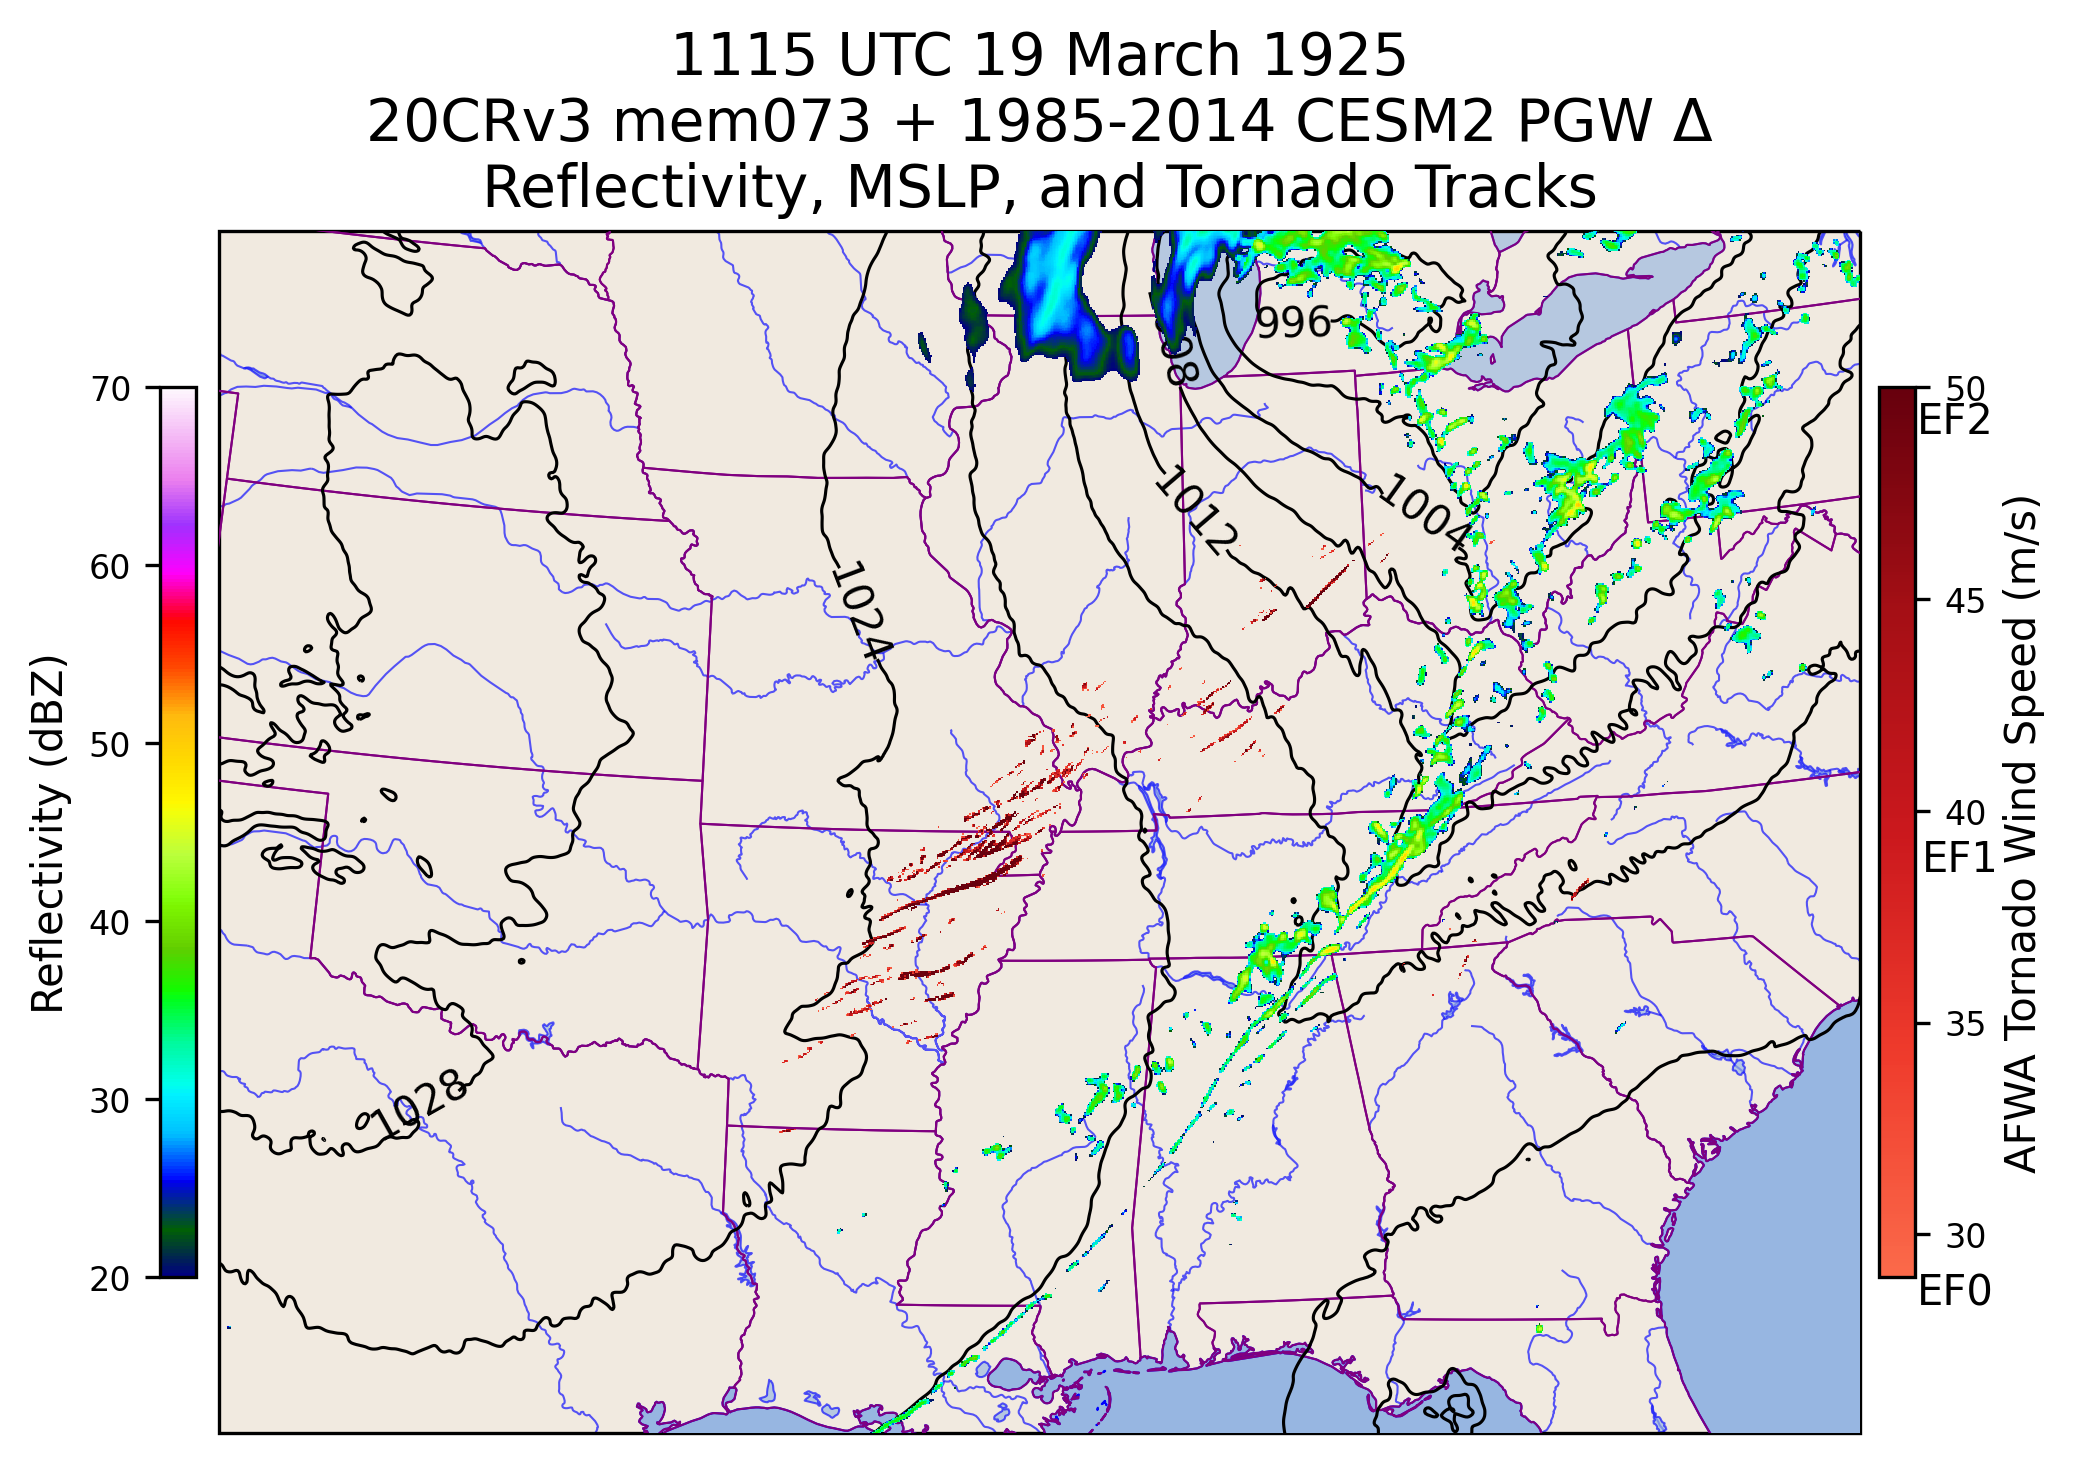 1115 UTC 19 March 1925
20CRv3 mem073 + 1985-2014 CESM2 PGW Δ
Reflectivity, MSLP, and Tornado Tracks
70
60
50
40
30
20
Reflectivity (dBZ)
996
1004
1012
1024
1028
50
EF2
45
40
EF1
35
30
EF0
AFWA Tornado Wind Speed (m/s)